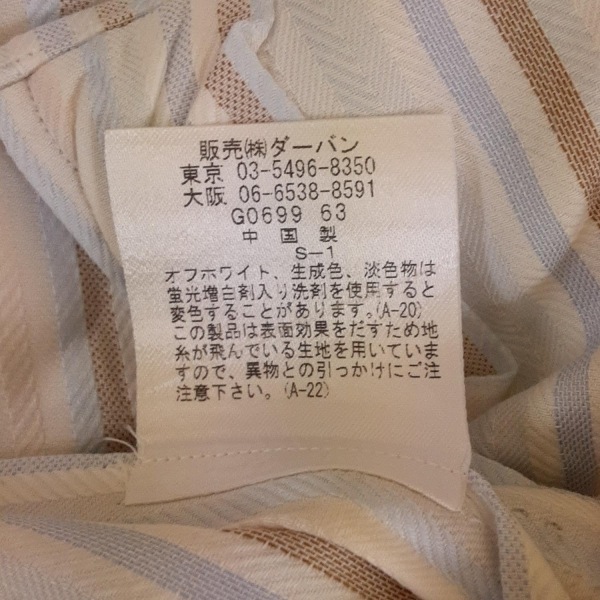 販売㈱ダーバン
東京 03-5496-8350
大阪 06-6538-8591
G0699 63
中国製
S-1
オフホワイト、生成色、淡色物は
蛍光増白剤入り洗剤を使用すると
変色することがあります。(A-20)
この製品は表面効果をだすため地
糸が飛んでいる生地を用いていま
すので、異物との引っかけにご注
注意下さい。(A-22)